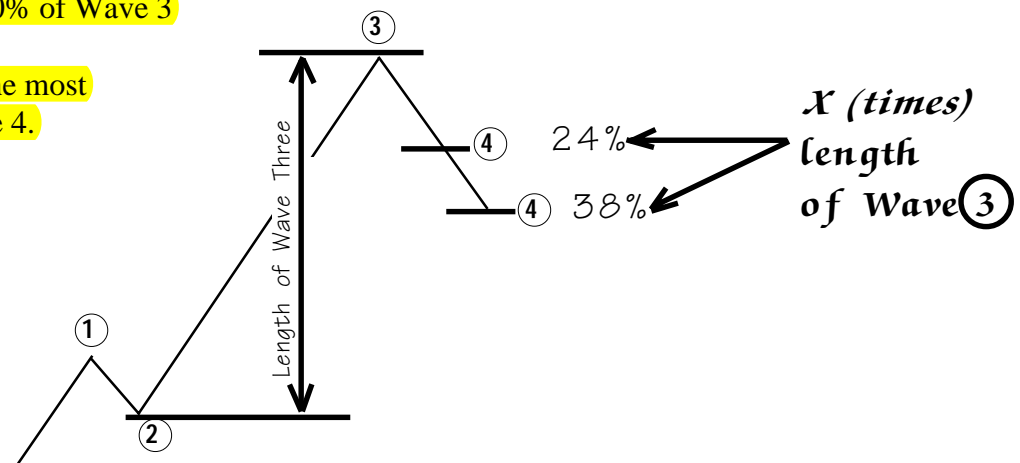 0% of Wave 3
he most
e 4.
3
4
24%
4
38%
X (times)
length
of Wave 3
Length of Wave Three
1
2